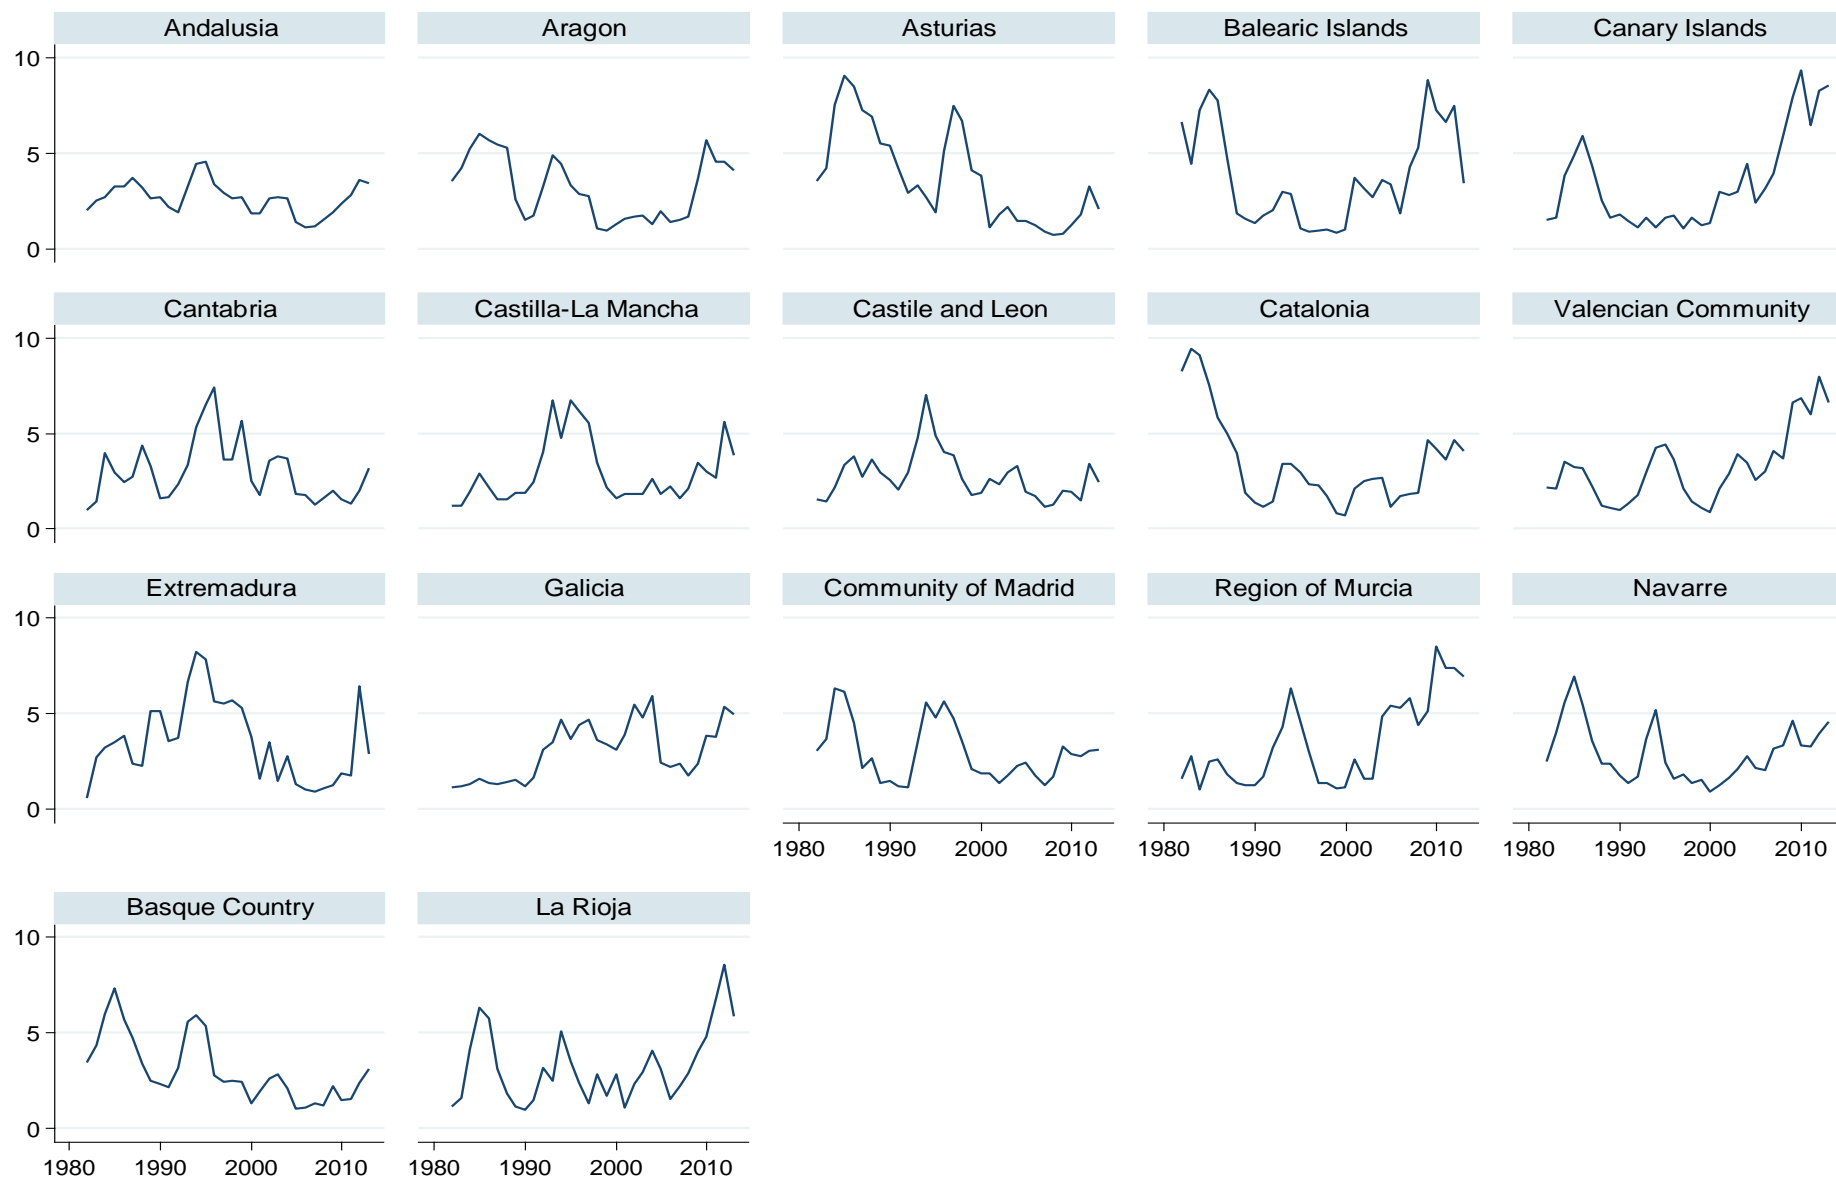 Andalusia Aragon Asturias Balearic Islands Canary Islands
10
5
0
Cantabria Castilla-La Mancha Castile and Leon Catalonia Valencian Community
10
5
0
Extremadura Galicia Community of Madrid Region of Murcia Navarre
10
5
0
1980 1990 2000 2010 1980 1990 2000 2010 1980 1990 2000 2010
Basque Country La Rioja
10
5
0
1980 1990 2000 2010 1980 1990 2000 2010